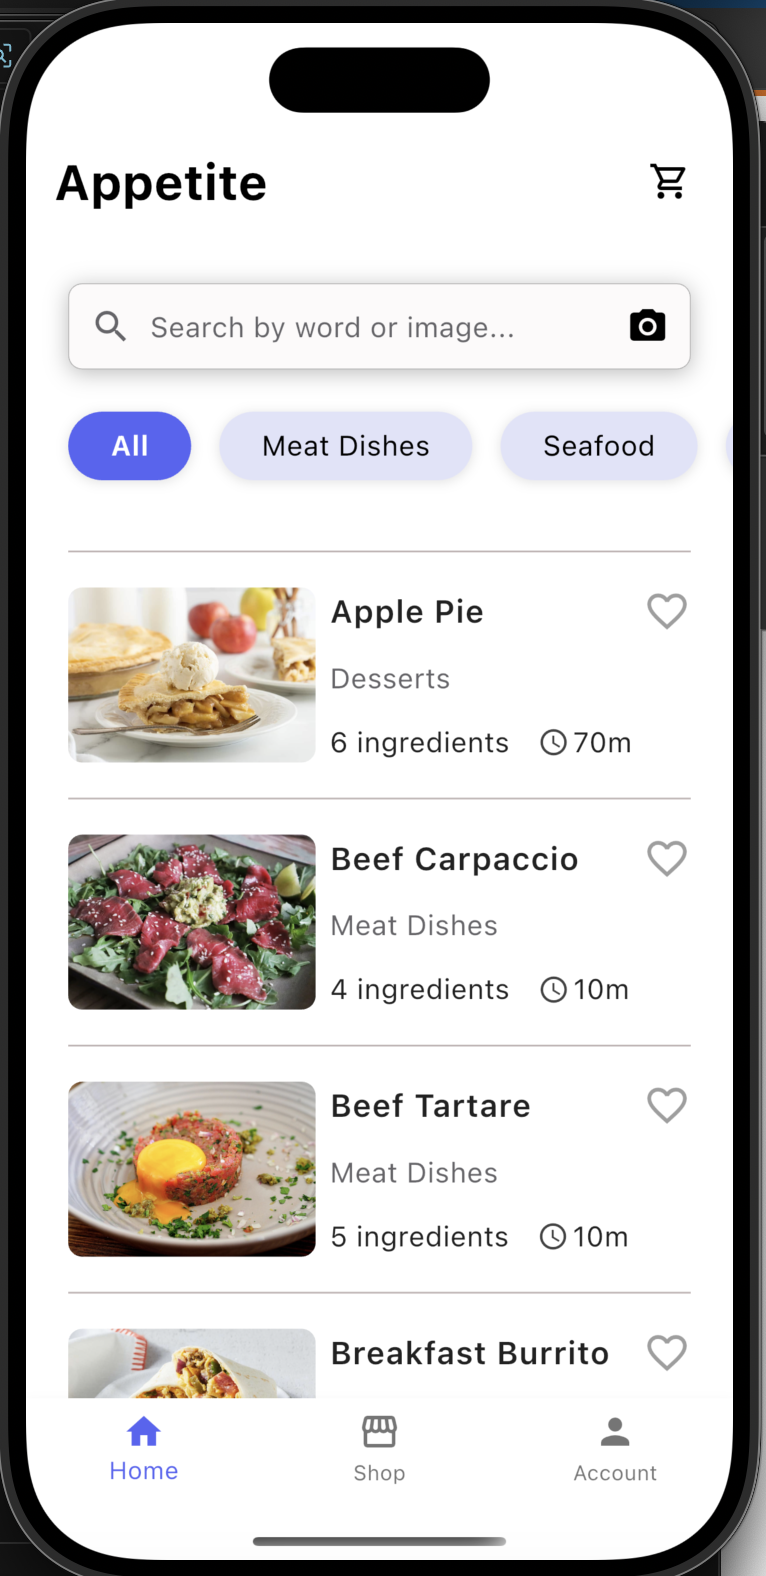 Appetite
Search by word or image...
All Meat Dishes Seafood
Apple Pie
Desserts
6 ingredients 70m
Beef Carpaccio
Meat Dishes
4 ingredients 10m
Beef Tartare
Meat Dishes
5 ingredients 10m
Breakfast Burrito
Home Shop Account